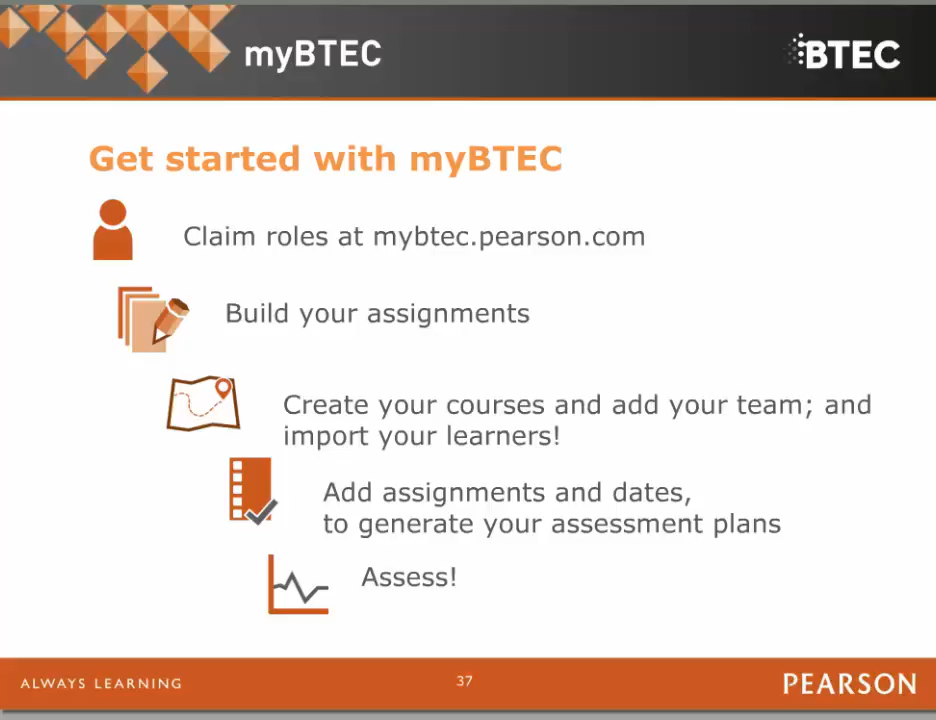 myBTEC
BTEC
Get started with myBTEC
Claim roles at mybtec.pearson.com
Build your assignments
Create your courses and add your team; and
import your learners!
Add assignments and dates,
to generate your assessment plans
Assess!
ALWAYS LEARNING
37
PEARSON